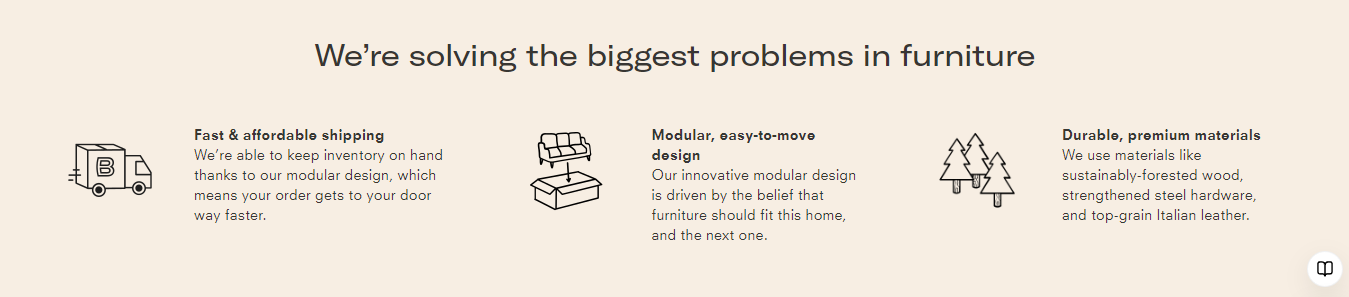 We're solving the biggest problems in furniture
Fast & affordable shipping
We're able to keep inventory on hand
thanks to our modular design, which
means your order gets to your door
way faster.
B
Modular, easy-to-move
design
Our innovative modular design
is driven by the belief that
furniture should fit this home,
and the next one.
Durable, premium materials
We use materials like
sustainably-forested wood,
strengthened steel hardware,
and top-grain Italian leather.